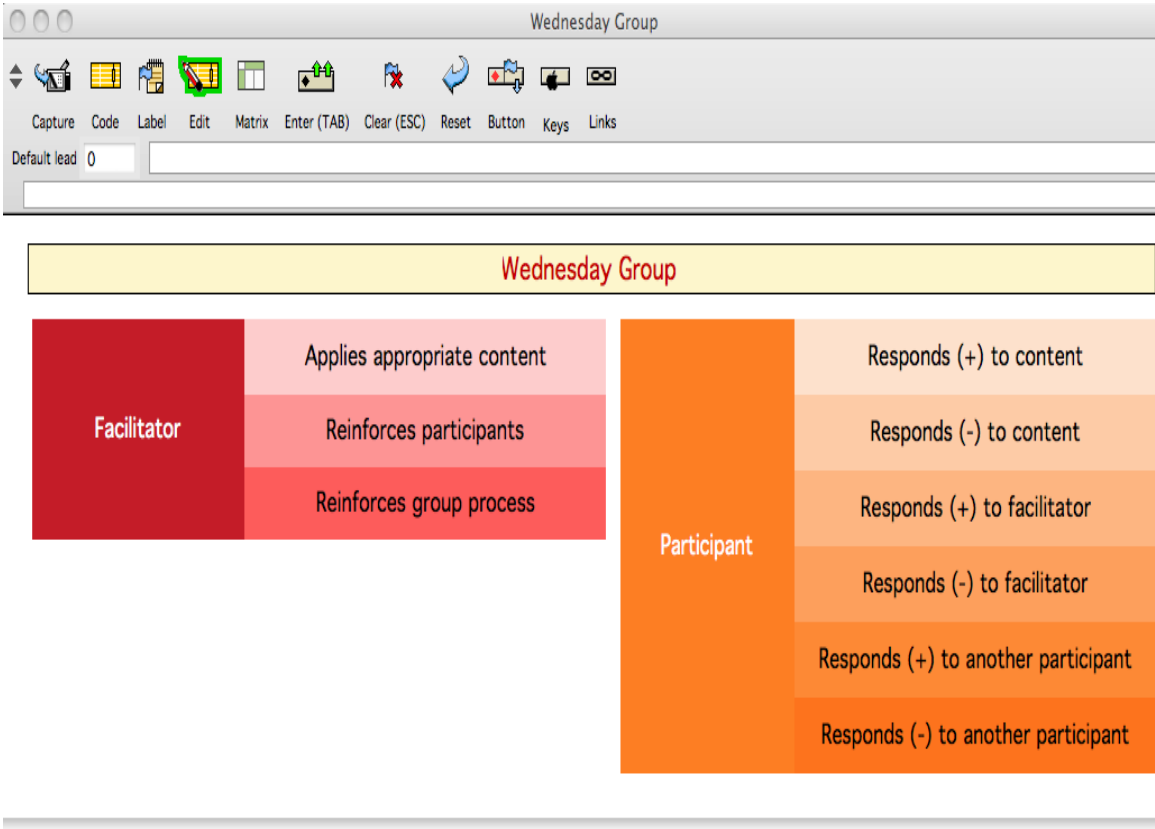 Wednesday Group
Capture Code Label Edit Matrix Enter (TAB) Clear (ESC) Reset Button Keys Links
Default lead 0
Wednesday Group
Facilitator
Applies appropriate content
Reinforces participants
Reinforces group process
Participant
Responds (+) to content
Responds (-) to content
Responds (+) to facilitator
Responds (-) to facilitator
Responds (+) to another participant
Responds (-) to another participant